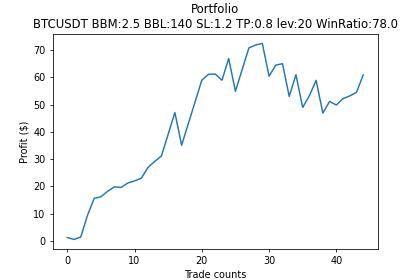 Portfolio
BTCUSDT BBM:2.5 BBL:140 SL:1.2 TP:0.8 lev:20 WinRatio:78.0
70
60
50
40
30
20
10
0
Profit ($)
0 10 20 30 40
Trade counts